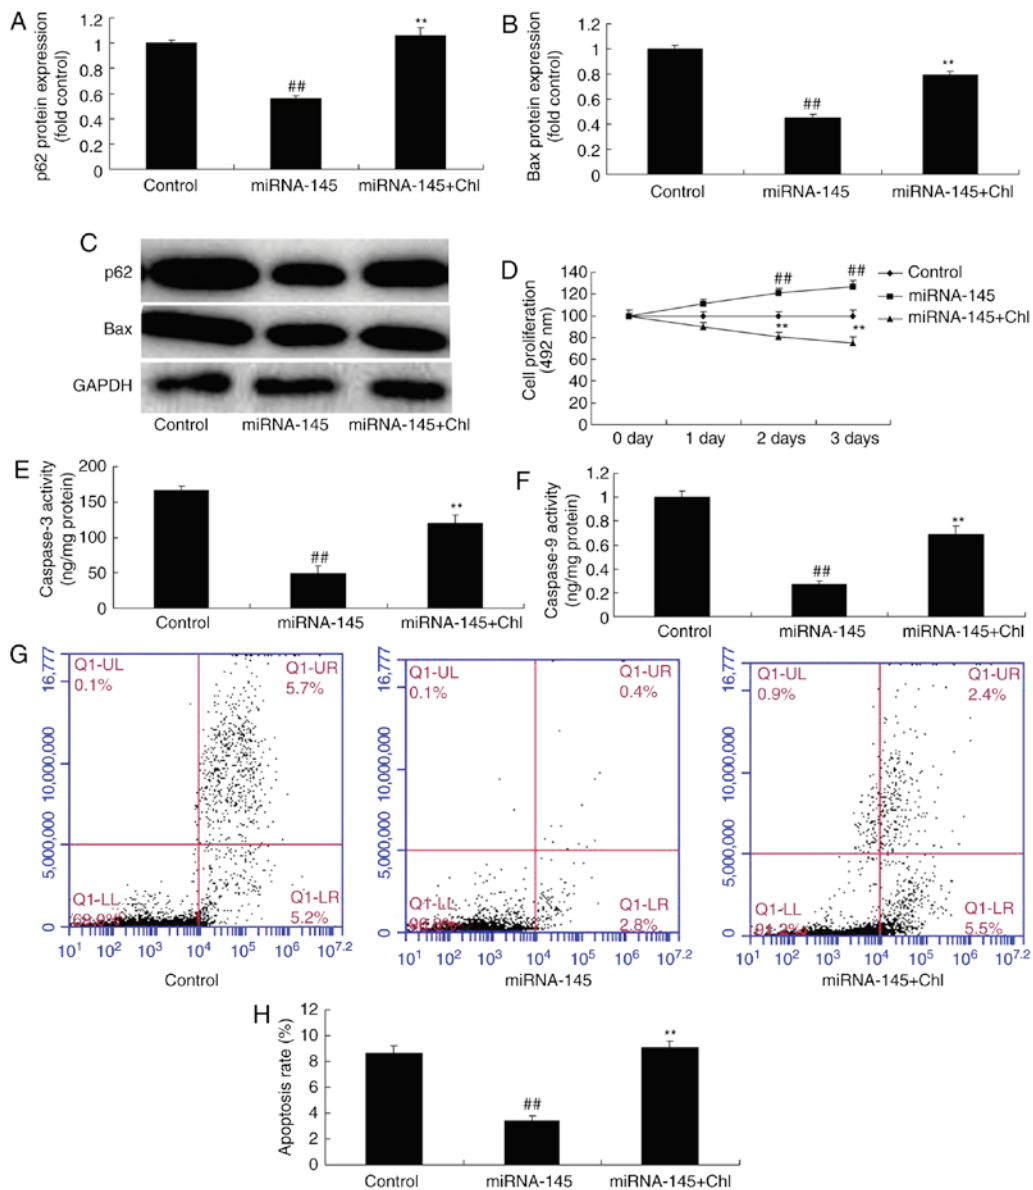 A
p62 protein expression
(fold control)
1.2
1
0.8
0.6
0.4
0.2
0
##
**
Control
miRNA-145
miRNA-145+Chl
B
Bax protein expression
(fold control)
1.2
1
0.8
0.6
0.4
0.2
0
##
**
Control
miRNA-145
miRNA-145+Chl
C
p62
Bax
GAPDH
Control
miRNA-145
miRNA-145+Chl
D
Cell proliferation
(492 nm)
140
120
100
80
60
40
20
0
##
##
**
**
0 day
1 day
2 days
3 days
Control
miRNA-145
miRNA-145+Chl
E
Caspase-3 activity
(ng/mg protein)
200
150
100
50
0
##
**
Control
miRNA-145
miRNA-145+Chl
F
Caspase-9 activity
(ng/mg protein)
1.2
1
0.8
0.6
0.4
0.2
0
##
**
Control
miRNA-145
miRNA-145+Chl
G
16,777
10,000,000
5,000,000
0
Q1-UL
0.1%
Q1-UR
5.7%
Q1-LL
Q1-LR
5.2%
10¹ 10² 10³ 10⁴ 10⁵ 10⁶ 10⁷·²
Control
16,777
10,000,000
5,000,000
0
Q1-UL
0.1%
Q1-UR
0.4%
Q1-LL
Q1-LR
2.8%
10¹ 10² 10³ 10⁴ 10⁵ 10⁶ 10⁷·²
miRNA-145
16,777
10,000,000
5,000,000
0
Q1-UL
0.9%
Q1-UR
2.4%
Q1-LL
91.2%
Q1-LR
5.5%
10¹ 10² 10³ 10⁴ 10⁵ 10⁶ 10⁷·²
miRNA-145+Chl
H
Apoptosis rate (%)
12
10
8
6
4
2
0
##
**
Control
miRNA-145
miRNA-145+Chl